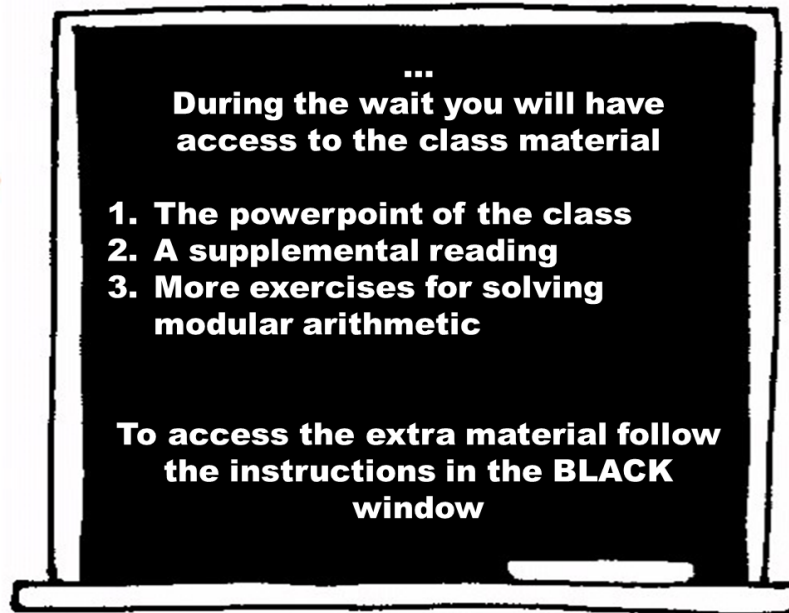 ...
During the wait you will have
access to the class material
1. The powerpoint of the class
2. A supplemental reading
3. More exercises for solving
modular arithmetic
To access the extra material follow
the instructions in the BLACK
window